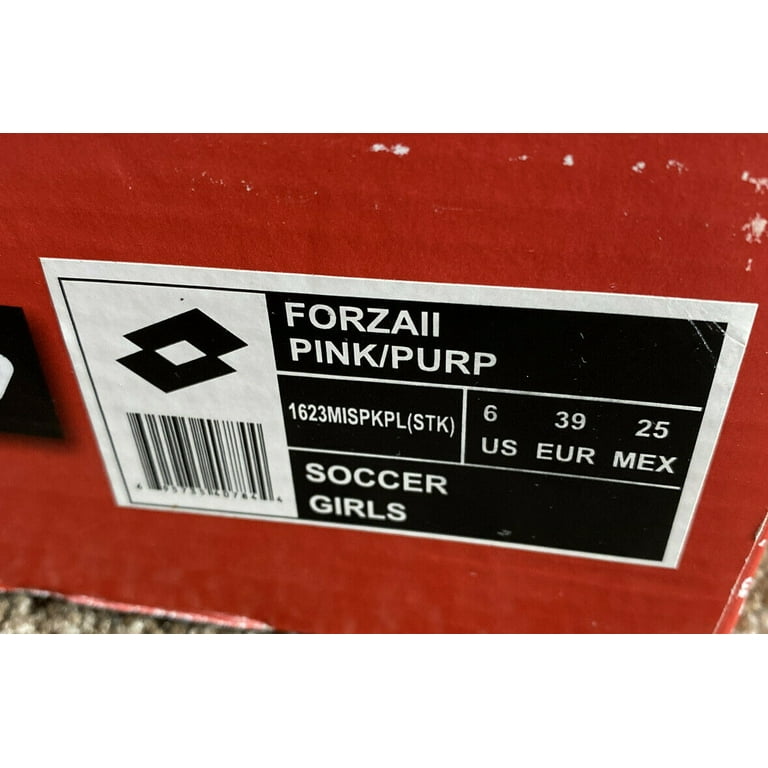 FORZAII
PINK/PURP
1623MISPKPL(STK)
6 39 25
US EUR MEX
SOCCER
GIRLS